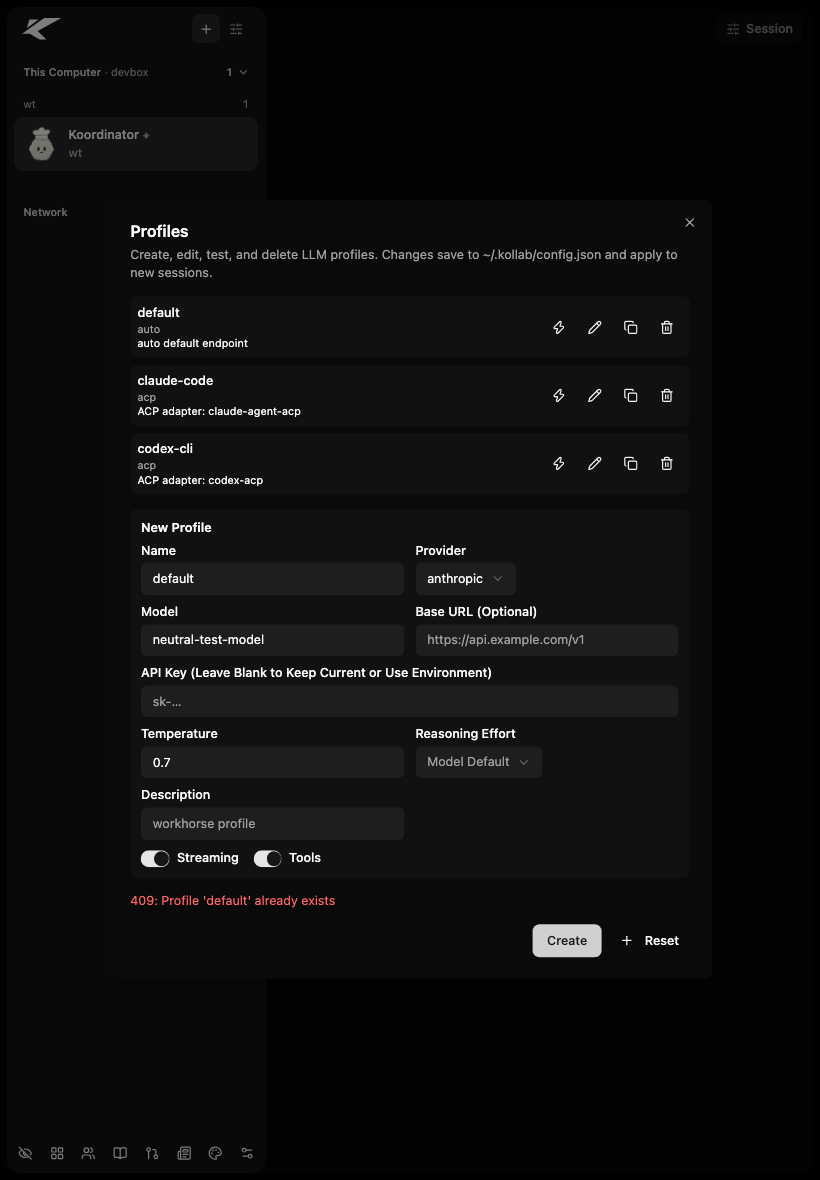 Session
This Computer · devbox 1
wt 1
Koordinator
wt
Network
Profiles
Create, edit, test, and delete LLM profiles. Changes save to ~/.kollab/config.json and apply to
new sessions.
default
auto
auto default endpoint
claude-code
acp
ACP adapter: claude-agent-acp
codex-cli
acp
ACP adapter: codex-acp
New Profile
Name Provider
default anthropic
Model Base URL (Optional)
neutral-test-model https://api.example.com/v1
API Key (Leave Blank to Keep Current or Use Environment)
sk-...
Temperature Reasoning Effort
0.7 Model Default
Description
workhorse profile
Streaming Tools
409: Profile 'default' already exists
Create + Reset